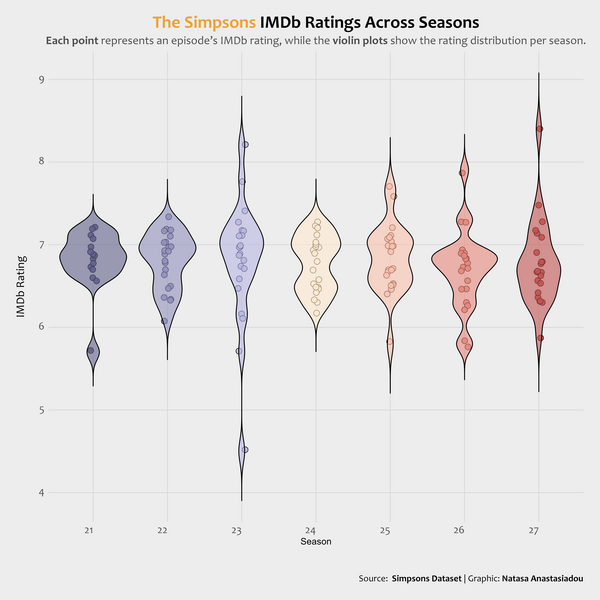 The Simpsons IMDb Ratings Across Seasons
Each point represents an episode's IMDb rating, while the violin plots show the rating distribution per season.
9
8
7
6
5
4
IMDb Rating
21 22 23 24 25 26 27
Season
Source: Simpsons Dataset | Graphic: Natasa Anastasiadou